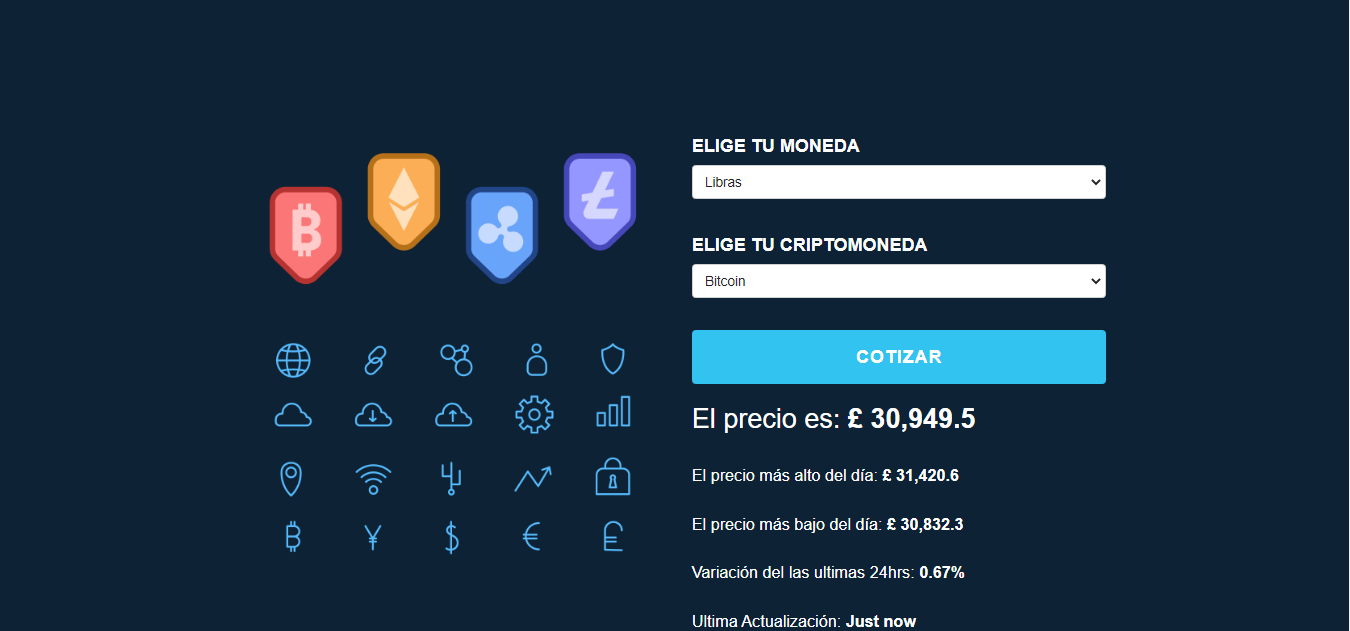 ELIGE TU MONEDA
Libras
ELIGE TU CRIPTOMONEDA
Bitcoin
COTIZAR
El precio es: £ 30,949.5
El precio más alto del día: £ 31,420.6
El precio más bajo del día: £ 30,832.3
Variación del las ultimas 24hrs: 0.67%
Ultima Actualización: Just now